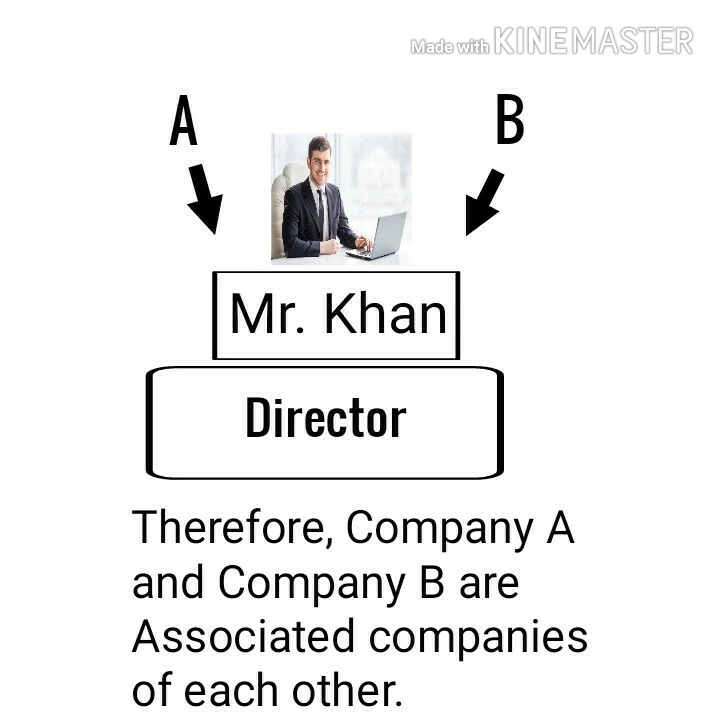 Made with KINEMASTER
A
B
Mr. Khan
Director
Therefore, Company A
and Company B are
Associated companies
of each other.